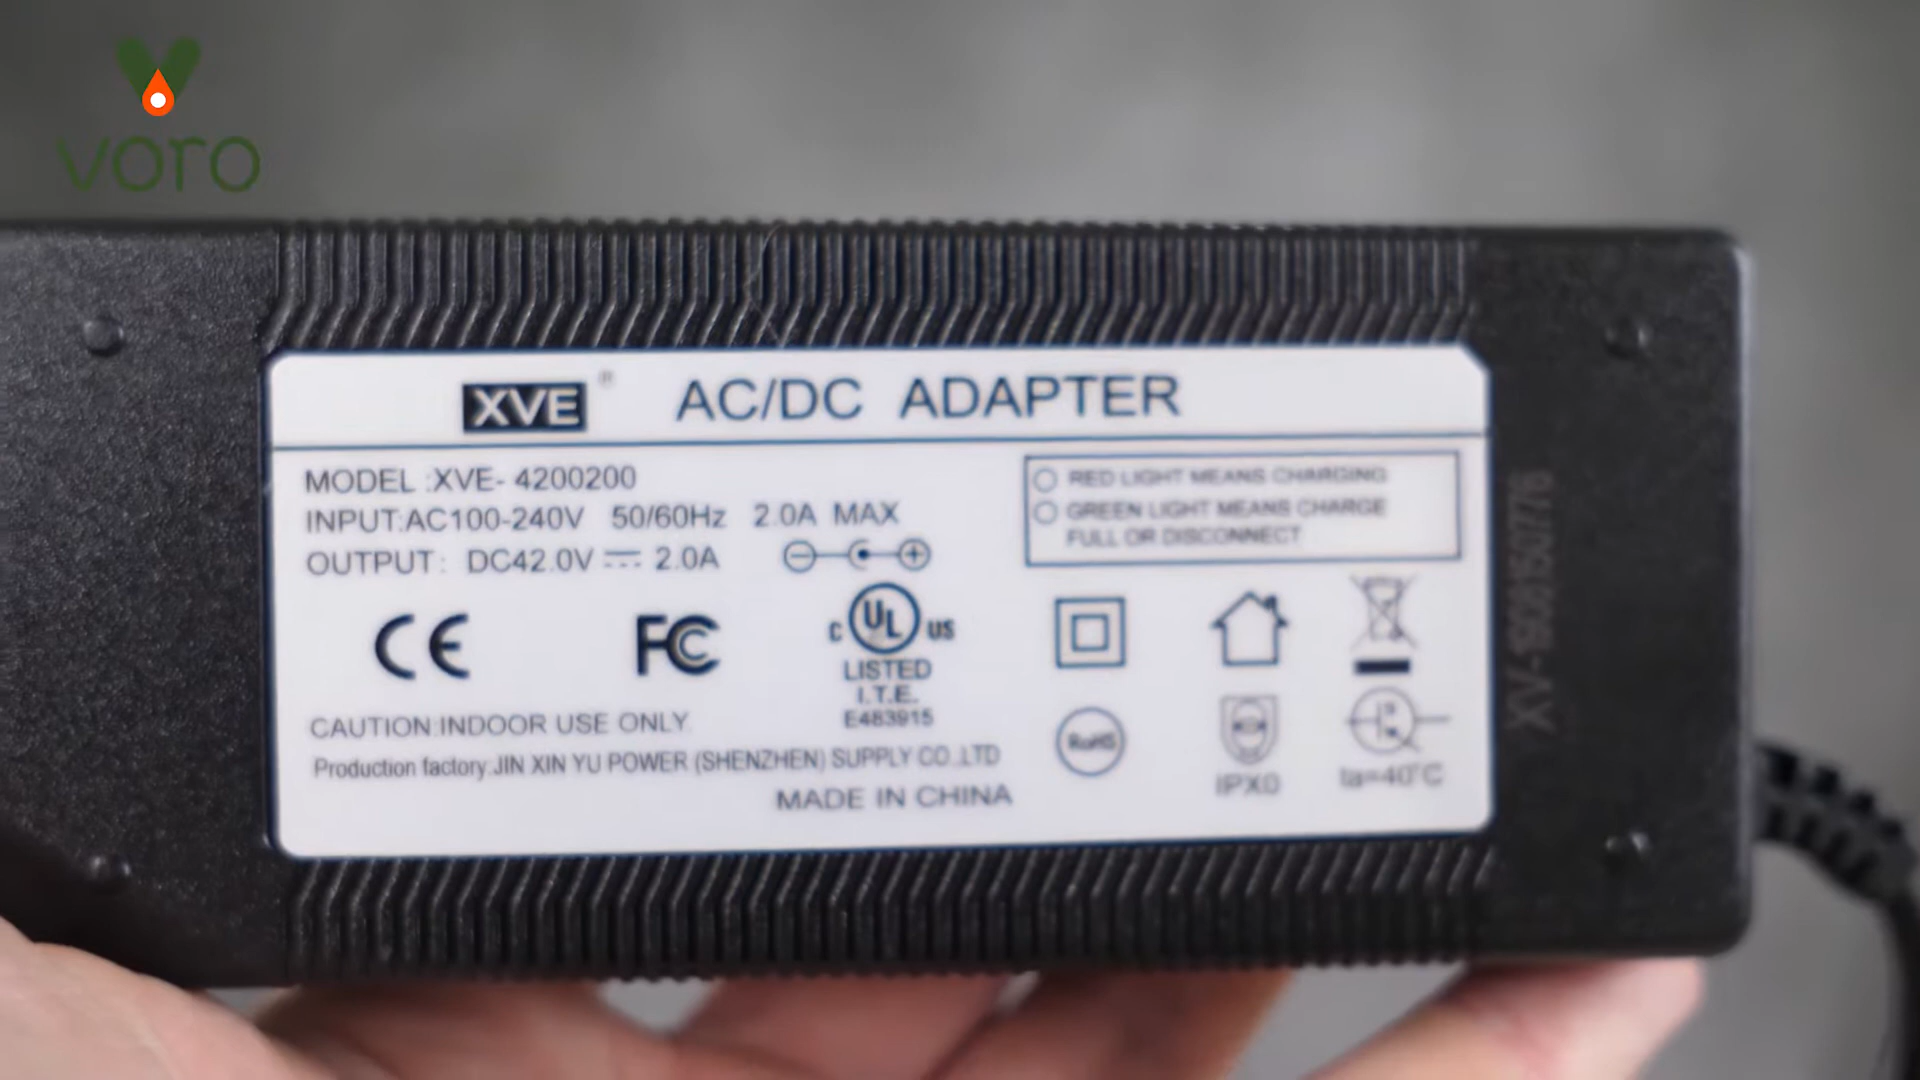 voro
XVE ® AC/DC ADAPTER
MODEL :XVE- 4200200
INPUT:AC100-240V 50/60Hz 2.0A MAX
OUTPUT: DC42.0V 2.0A
RED LIGHT MEANS CHARGING
GREEN LIGHT MEANS CHARGE
FULL OR DISCONNECT
CE FC C UL US
LISTED
I.T.E.
E483915
CAUTION:INDOOR USE ONLY.
Production factory:JIN XIN YU POWER (SHENZHEN) SUPPLY CO.,LTD
MADE IN CHINA
RoHS
IPX0
ta=40°C